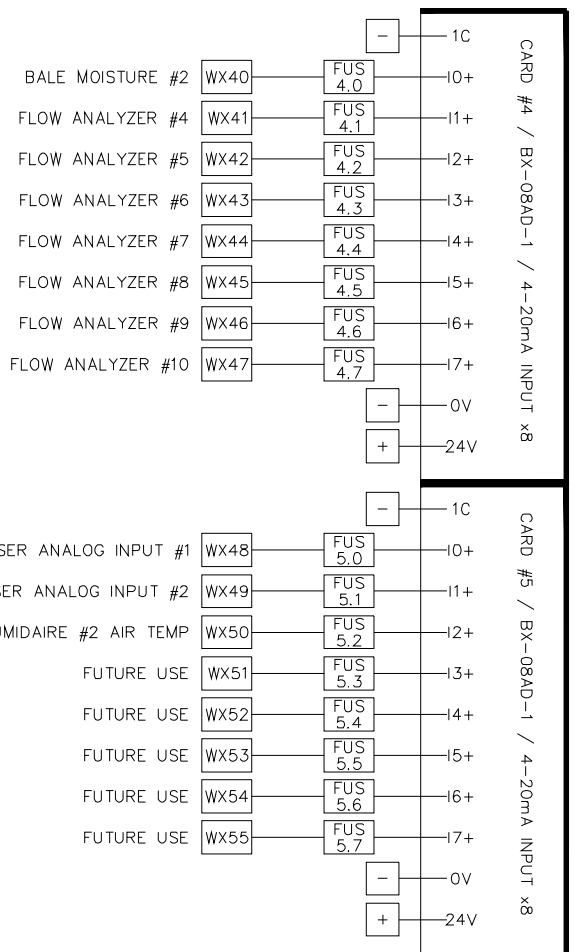 - 1C
BALE MOISTURE #2 WX40 FUS 4.0 I0+
FLOW ANALYZER #4 WX41 FUS 4.1 I1+
FLOW ANALYZER #5 WX42 FUS 4.2 I2+
FLOW ANALYZER #6 WX43 FUS 4.3 I3+
FLOW ANALYZER #7 WX44 FUS 4.4 I4+
FLOW ANALYZER #8 WX45 FUS 4.5 I5+
FLOW ANALYZER #9 WX46 FUS 4.6 I6+
FLOW ANALYZER #10 WX47 FUS 4.7 I7+
- 0V
+ 24V
CARD #4 / BX-08AD-1 / 4-20mA INPUT x8
- 1C
SER ANALOG INPUT #1 WX48 FUS 5.0 I0+
SER ANALOG INPUT #2 WX49 FUS 5.1 I1+
UMIDAIRE #2 AIR TEMP WX50 FUS 5.2 I2+
FUTURE USE WX51 FUS 5.3 I3+
FUTURE USE WX52 FUS 5.4 I4+
FUTURE USE WX53 FUS 5.5 I5+
FUTURE USE WX54 FUS 5.6 I6+
FUTURE USE WX55 FUS 5.7 I7+
- 0V
+ 24V
CARD #5 / BX-08AD-1 / 4-20mA INPUT x8